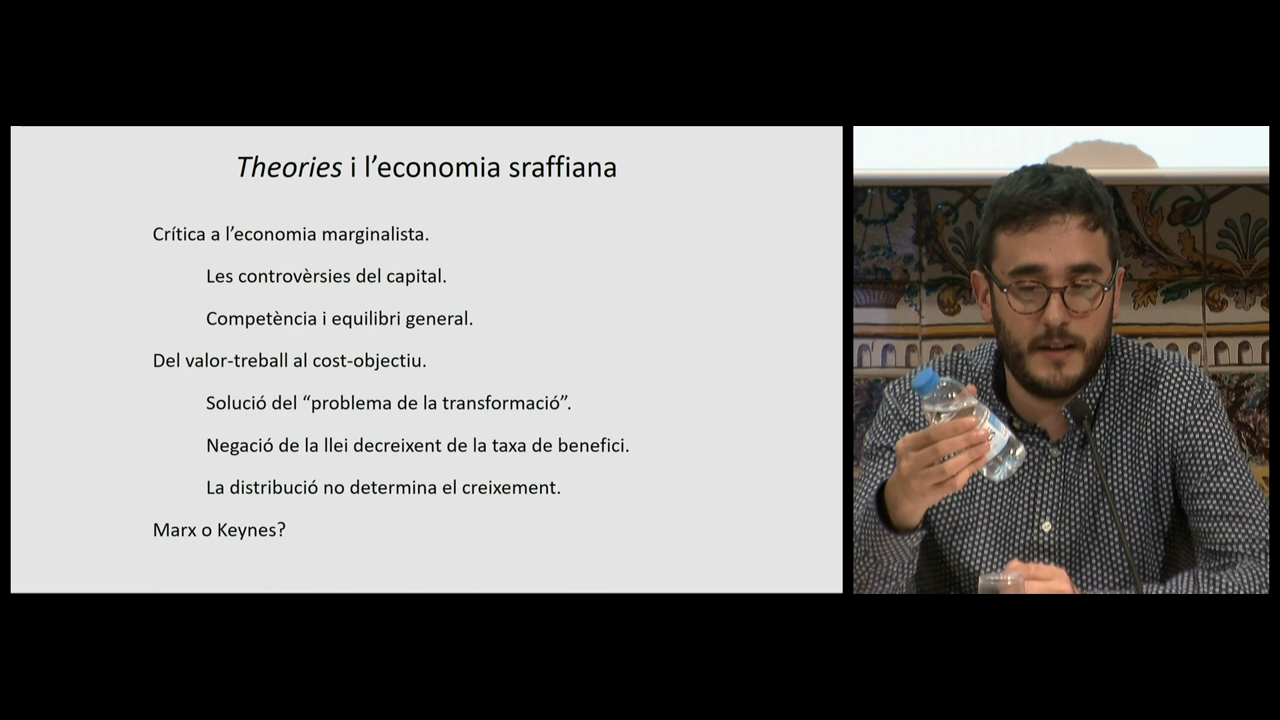 Theories i l’economia sraffiana
Crítica a l’economia marginalista.
Les controvèrsies del capital.
Competència i equilibri general.
Del valor-treball al cost-objectiu.
Solució del “problema de la transformació”.
Negació de la llei decreixent de la taxa de benefici.
La distribució no determina el creixement.
Marx o Keynes?